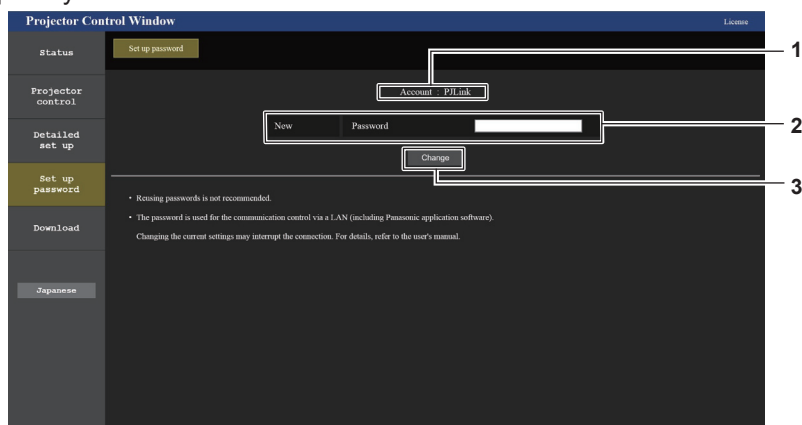 Projector Control Window
License
1
Status
Set up password
Projector
control
Account : PJLink
New Password
2
Detailed
set up
Change
3
Set up
password
• Reusing passwords is not recommended.
• The password is used for the communication control via a LAN (including Panasonic application software).
Changing the current settings may interrupt the connection. For details, refer to the user's manual.
Download
Japanese